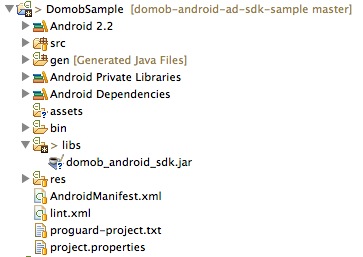 > DomobSample [domob-android-ad-sdk-sample master]
Android 2.2
src
gen [Generated Java Files]
Android Private Libraries
Android Dependencies
assets
bin
> libs
domob_android_sdk.jar
res
AndroidManifest.xml
lint.xml
proguard-project.txt
project.properties